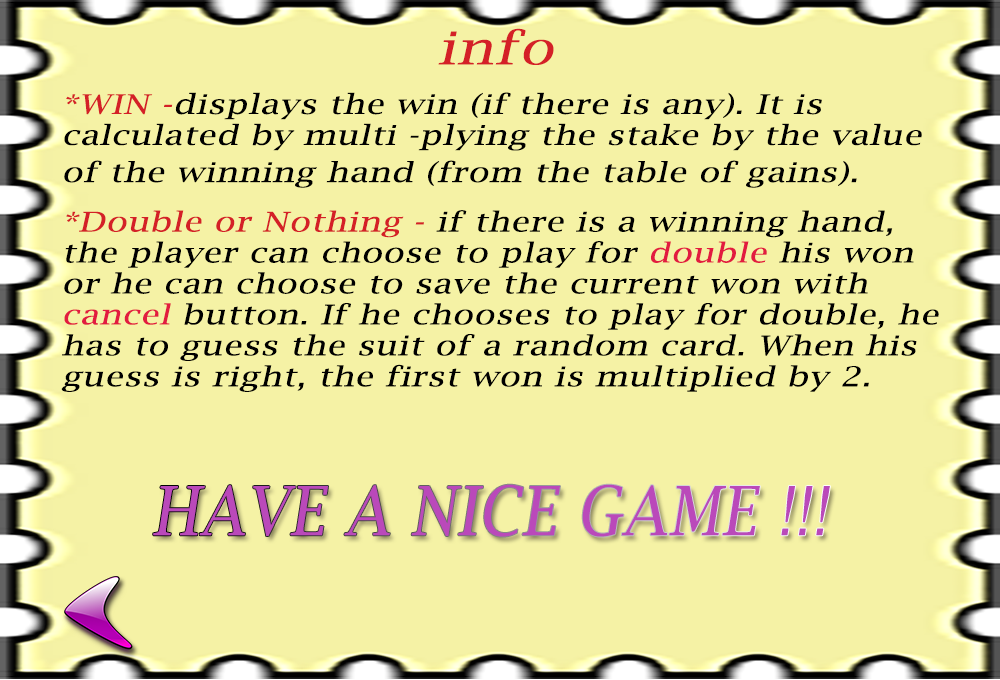 info
*WIN -displays the win (if there is any). It is
calculated by multi -plying the stake by the value
of the winning hand (from the table of gains).
*Double or Nothing - if there is a winning hand,
the player can choose to play for double his won
or he can choose to save the current won with
cancel button. If he chooses to play for double, he
has to guess the suit of a random card. When his
guess is right, the first won is multiplied by 2.
HAVE A NICE GAME !!!